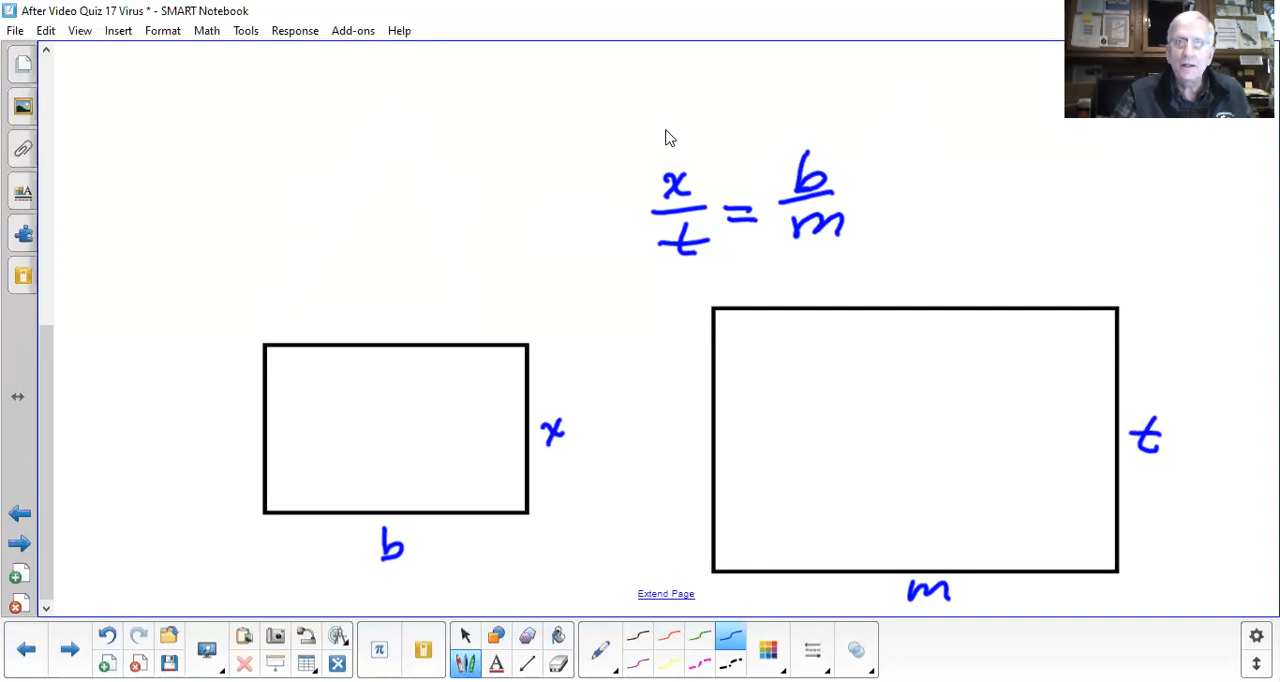 After Video Quiz 17 Virus * - SMART Notebook
File Edit View Insert Format Math Tools Response Add-ons Help
x/t = b/m
x
t
b
m
Extend Page